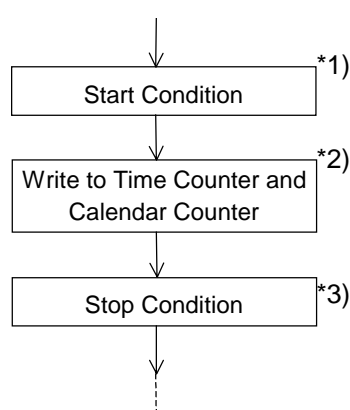 *1)
Start Condition
*2)
Write to Time Counter and
Calendar Counter
*3)
Stop Condition